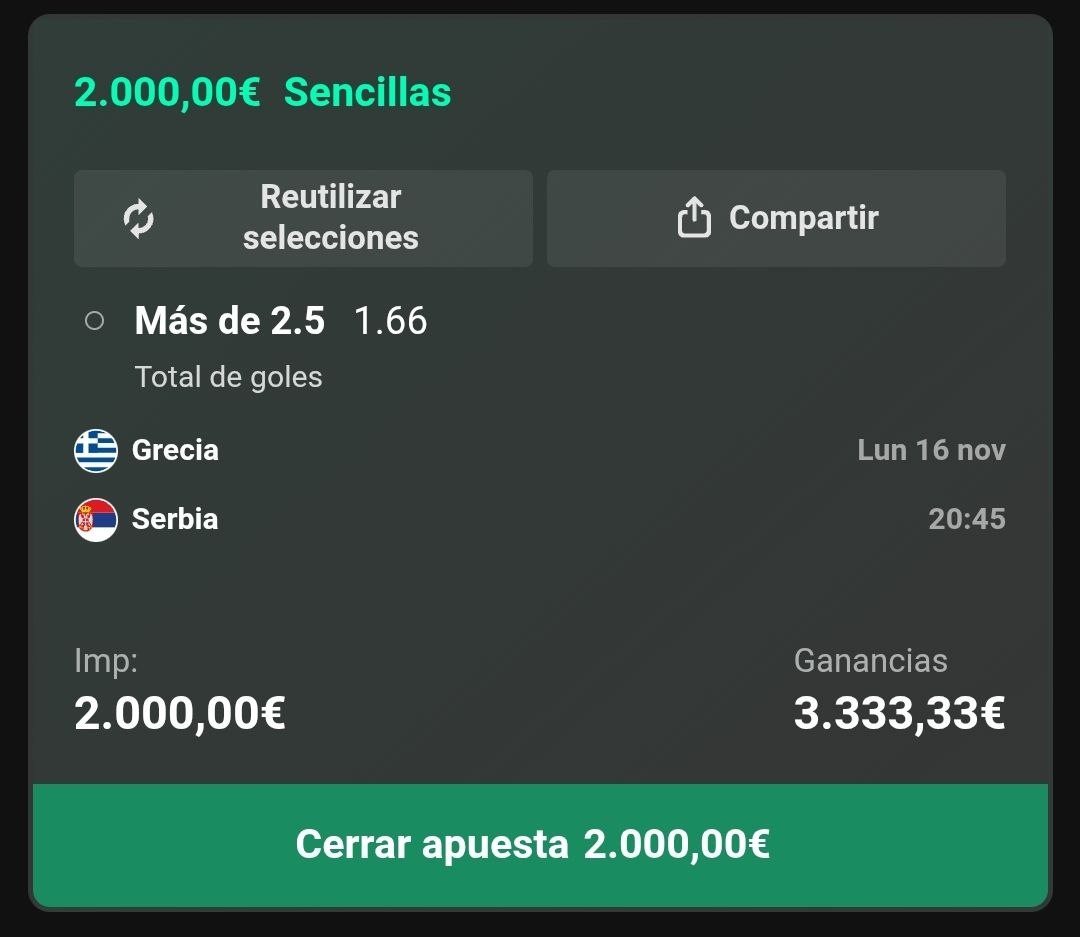 2.000,00€ Sencillas
Reutilizar
selecciones
Compartir
Más de 2.5 1.66
Total de goles
Grecia
Lun 16 nov
Serbia
20:45
Imp:
Ganancias
2.000,00€
3.333,33€
Cerrar apuesta 2.000,00€